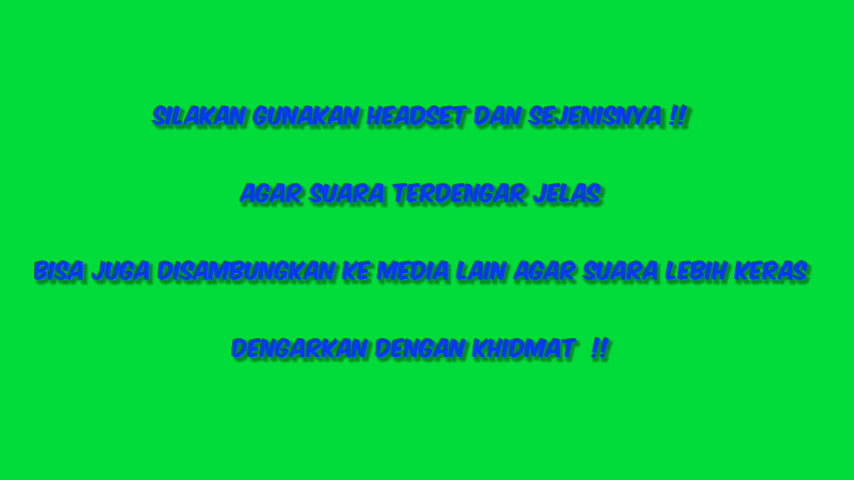 SILAKAN GUNAKAN HEADSET DAN SEJENISNYA !!
AGAR SUARA TERDENGAR JELAS
BISA JUGA DISAMBUNGKAN KE MEDIA LAIN AGAR SUARA LEBIH KERAS
DENGARKAN DENGAN KHIDMAT  !!